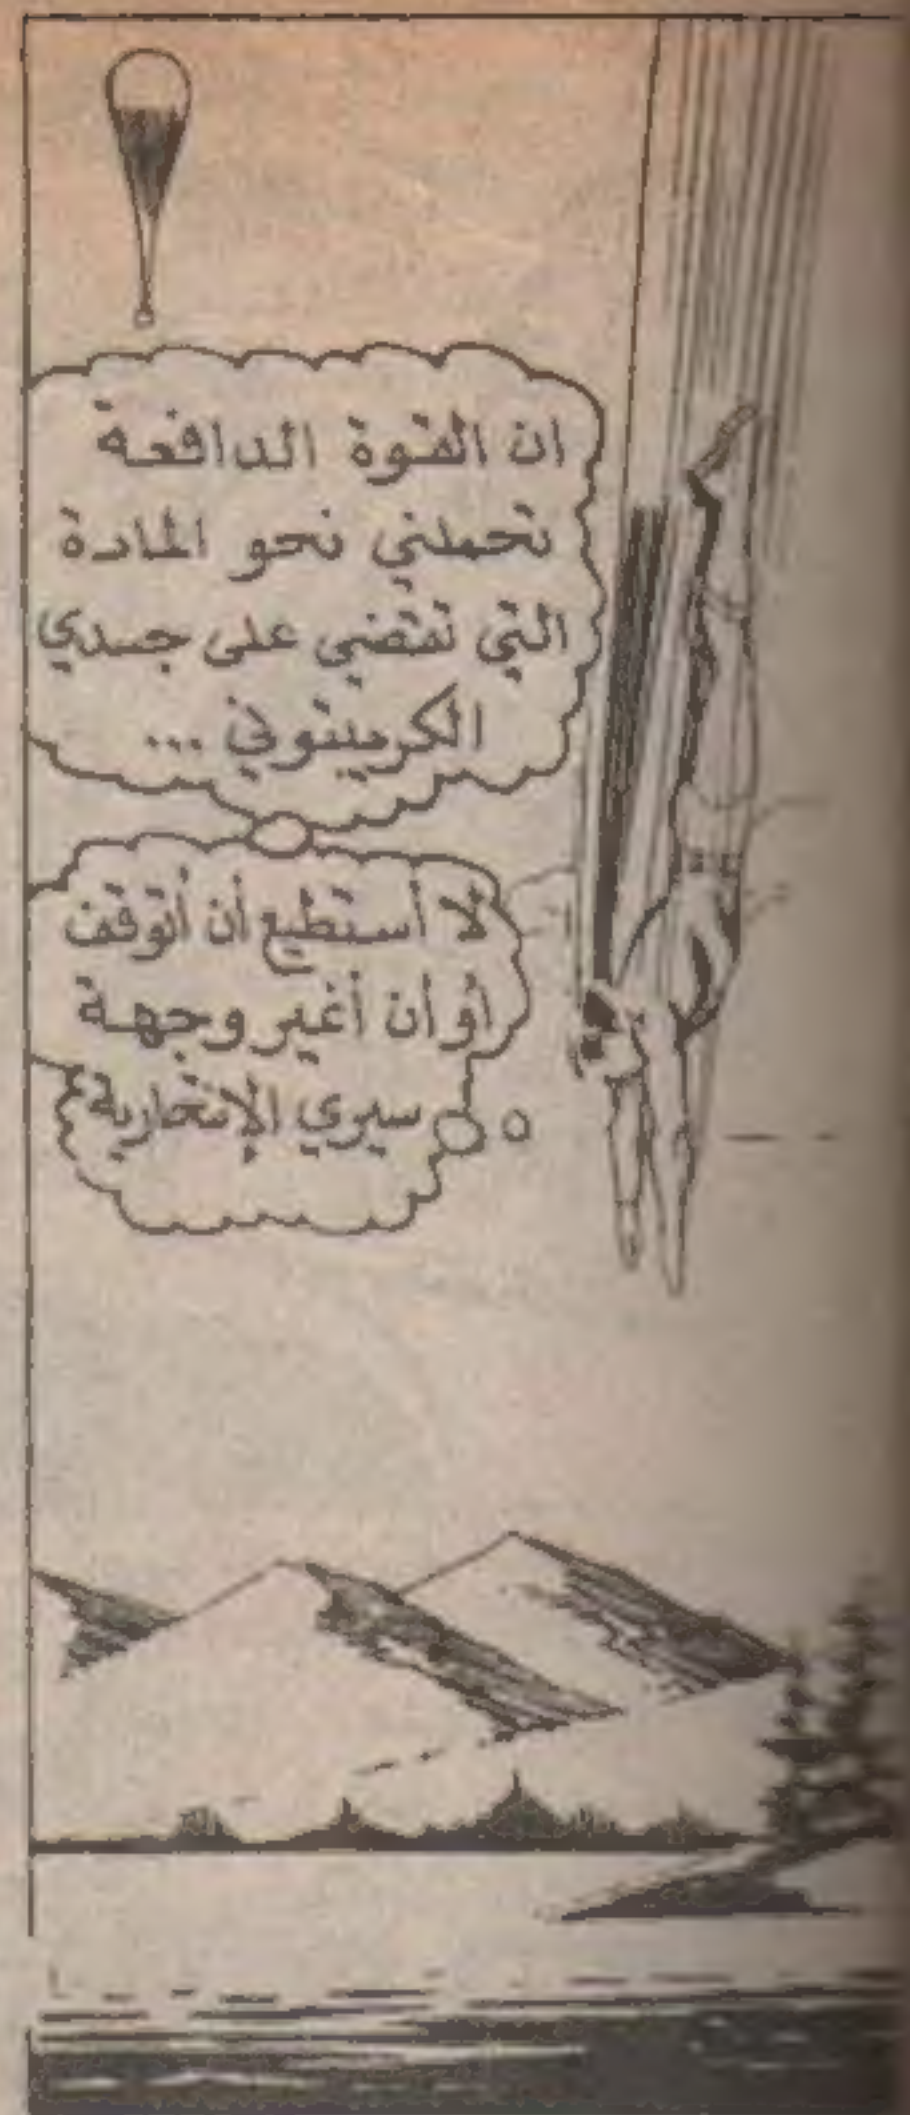 ان القوة الدافعة
تحملني نحو المادة
التي تقضي على جسدي
الكريبتوني ...
لا أستطيع أن أتوقف
أو أن أغير وجهة
سيري الإنتحارية